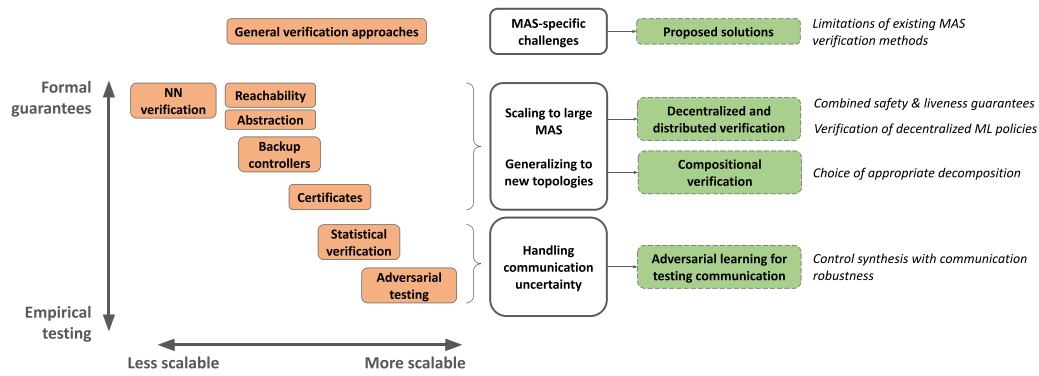 General verification approaches
MAS-specific
challenges
Proposed solutions
Limitations of existing MAS
verification methods
Formal
guarantees
Empirical
testing
Less scalable
More scalable
NN
verification
Reachability
Abstraction
Backup
controllers
Certificates
Statistical
verification
Adversarial
testing
Scaling to large
MAS
Generalizing to
new topologies
Handling
communication
uncertainty
Decentralized and
distributed verification
Compositional
verification
Adversarial learning for
testing communication
Combined safety & liveness guarantees
Verification of decentralized ML policies
Choice of appropriate decomposition
Control synthesis with communication
robustness